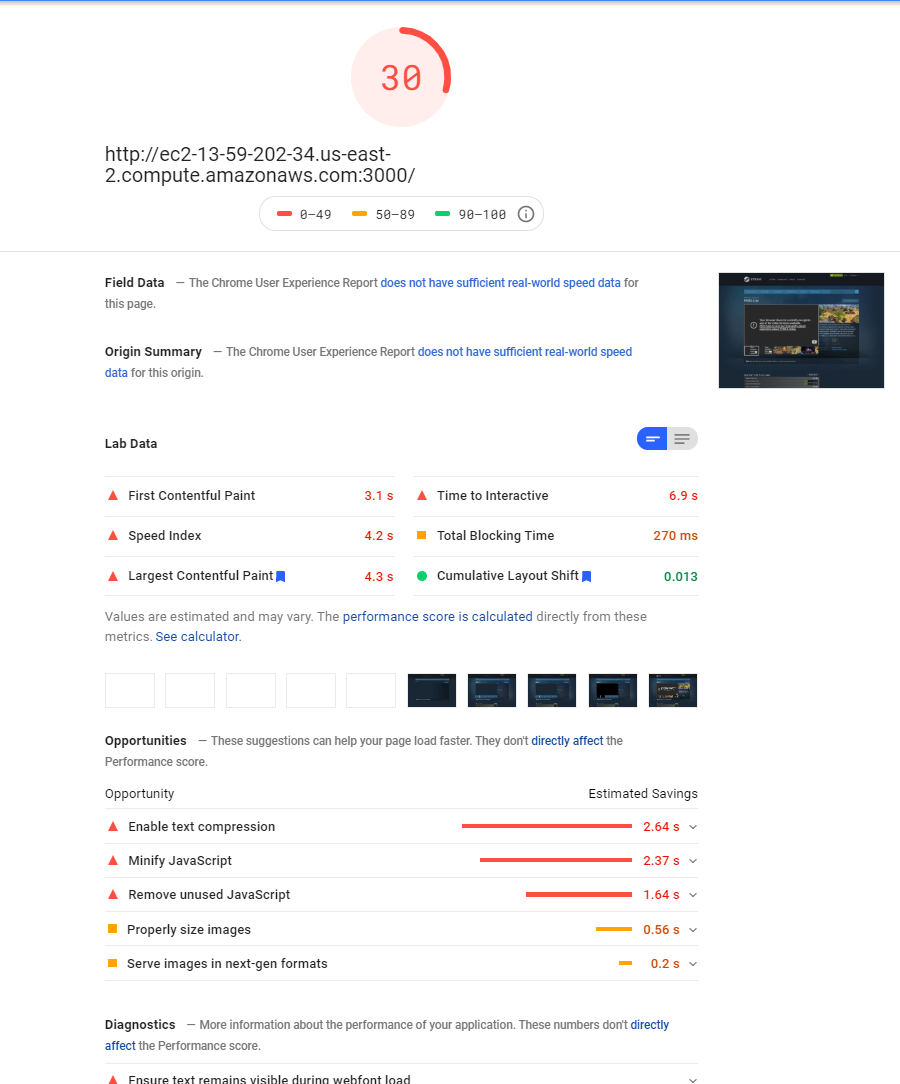 30
http://ec2-13-59-202-34.us-east-
2.compute.amazonaws.com:3000/
0–49 50–89 90–100
Field Data — The Chrome User Experience Report does not have sufficient real-world speed data for
this page.
Origin Summary — The Chrome User Experience Report does not have sufficient real-world speed
data for this origin.
Lab Data
First Contentful Paint 3.1 s
Time to Interactive 6.9 s
Speed Index 4.2 s
Total Blocking Time 270 ms
Largest Contentful Paint 4.3 s
Cumulative Layout Shift 0.013
Values are estimated and may vary. The performance score is calculated directly from these
metrics. See calculator.
Opportunities — These suggestions can help your page load faster. They don't directly affect the
Performance score.
Opportunity Estimated Savings
Enable text compression 2.64 s
Minify JavaScript 2.37 s
Remove unused JavaScript 1.64 s
Properly size images 0.56 s
Serve images in next-gen formats 0.2 s
Diagnostics — More information about the performance of your application. These numbers don't directly
affect the Performance score.
Ensure text remains visible during webfont load